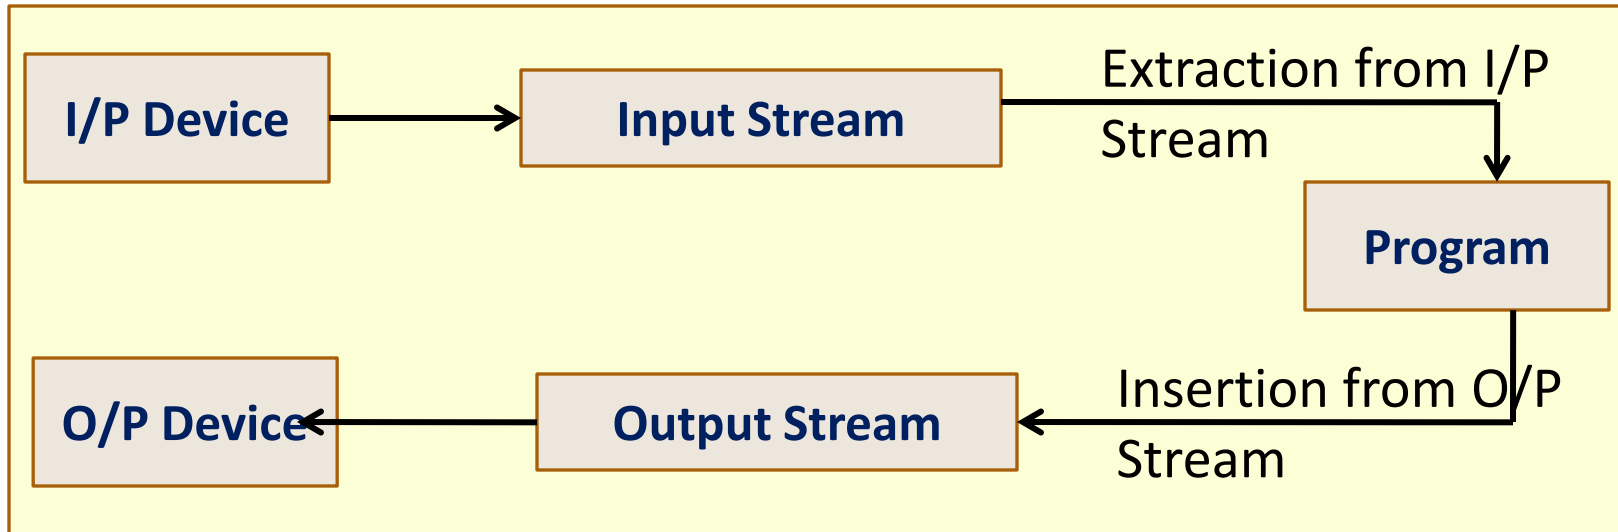 I/P Device
Input Stream
Extraction from I/P
Stream
Program
O/P Device
Output Stream
Insertion from O/P
Stream